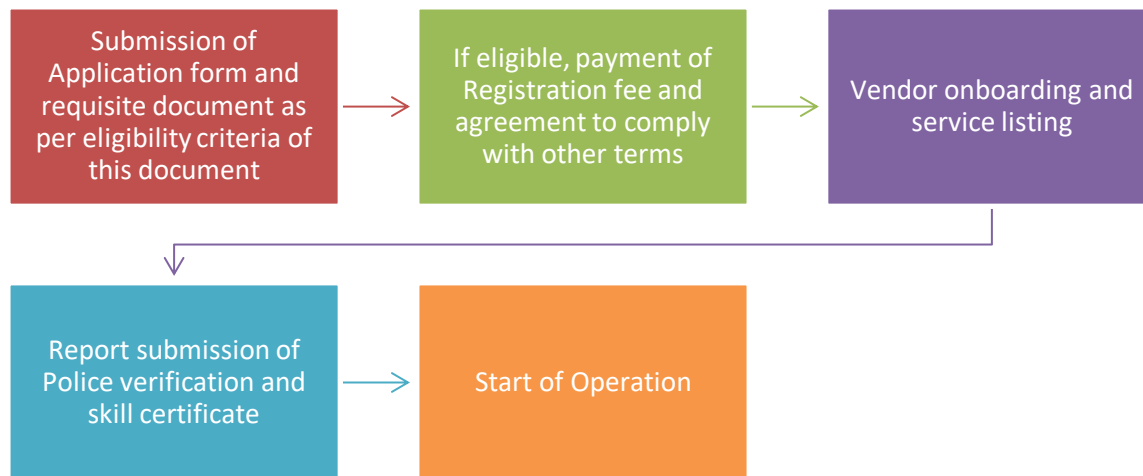 Submission of
Application form and
requisite document as
per eligibility criteria of
this document
If eligible, payment of
Registration fee and
agreement to comply
with other terms
Vendor onboarding and
service listing
Report submission of
Police verification and
skill certificate
Start of Operation